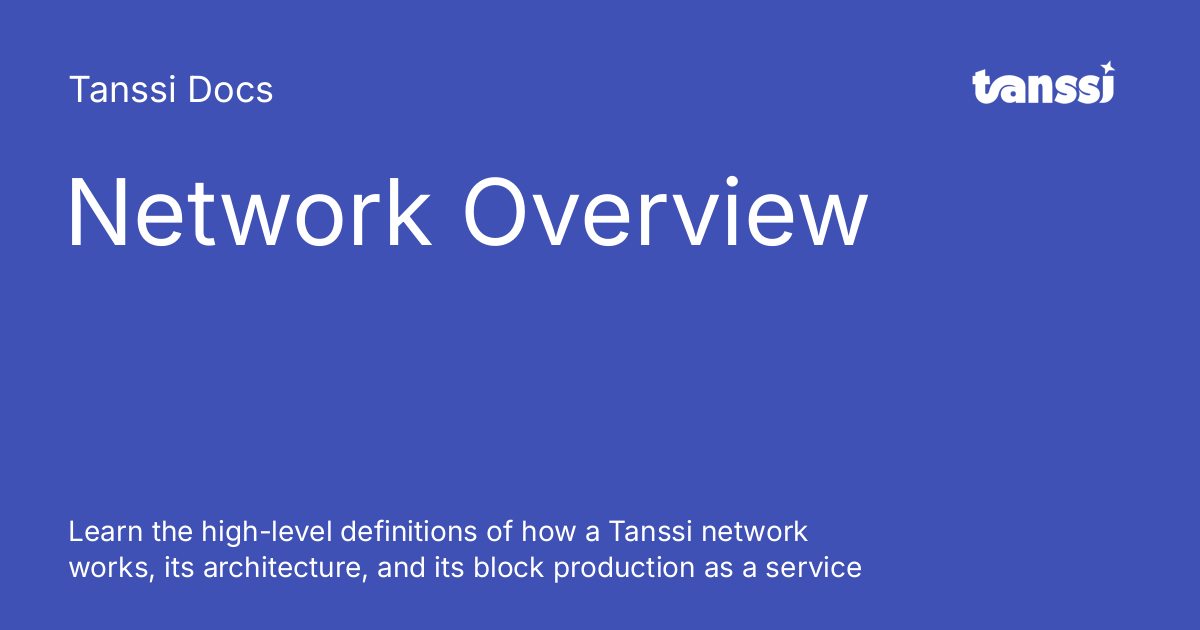 Tanssi Docs
tanssi
Network Overview
Learn the high-level definitions of how a Tanssi network
works, its architecture, and its block production as a service